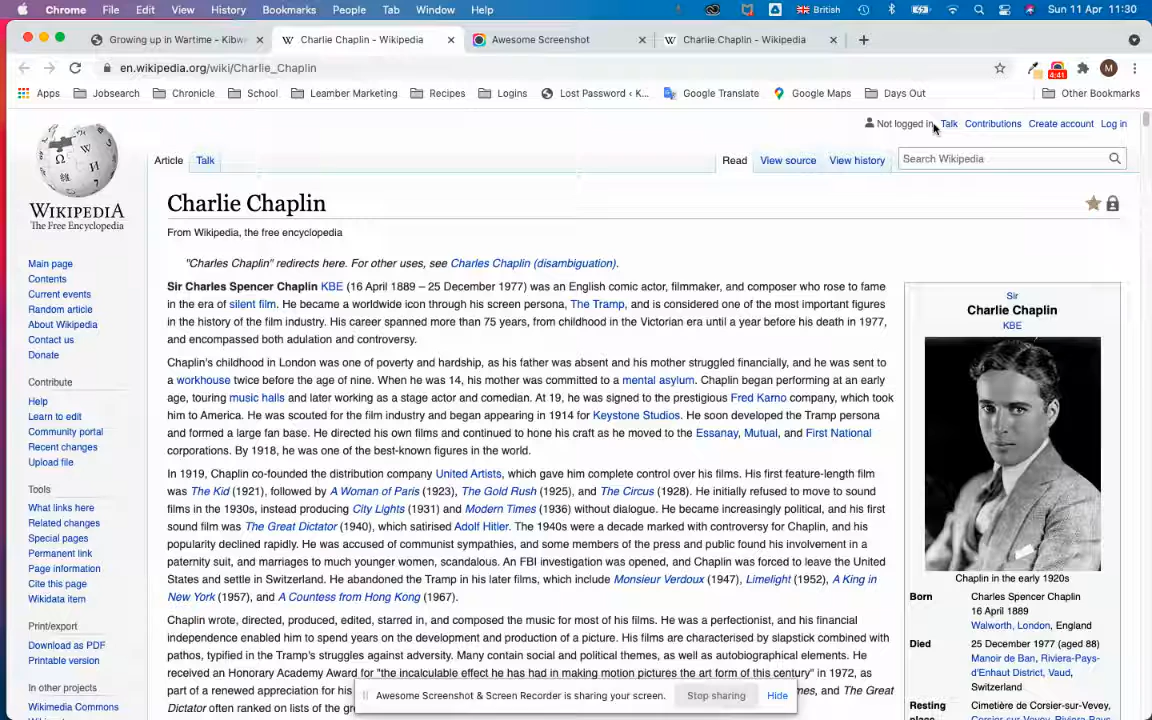 Chrome File Edit View History Bookmarks People Tab Window Help British Sun 11 Apr 11:30
Growing up in Wartime - Kibw Charlie Chaplin - Wikipedia Awesome Screenshot Charlie Chaplin - Wikipedia
en.wikipedia.org/wiki/Charlie_Chaplin 4:41 M
Apps Jobsearch Chronicle School Leamber Marketing Recipes Logins Lost Password ‹ K... Google Translate Google Maps Days Out Other Bookmarks
Not logged in Talk Contributions Create account Log in
Article Talk Read View source View history Search Wikipedia
WIKIPEDIA
The Free Encyclopedia
Main page
Contents
Current events
Random article
About Wikipedia
Contact us
Donate
Contribute
Help
Learn to edit
Community portal
Recent changes
Upload file
Tools
What links here
Related changes
Special pages
Permanent link
Page information
Cite this page
Wikidata item
Print/export
Download as PDF
Printable version
In other projects
Wikimedia Commons
Charlie Chaplin
From Wikipedia, the free encyclopedia
"Charles Chaplin" redirects here. For other uses, see Charles Chaplin (disambiguation).
Sir Charles Spencer Chaplin KBE (16 April 1889 – 25 December 1977) was an English comic actor, filmmaker, and composer who rose to fame
in the era of silent film. He became a worldwide icon through his screen persona, The Tramp, and is considered one of the most important figures
in the history of the film industry. His career spanned more than 75 years, from childhood in the Victorian era until a year before his death in 1977,
and encompassed both adulation and controversy.
Chaplin's childhood in London was one of poverty and hardship, as his father was absent and his mother struggled financially, and he was sent to
a workhouse twice before the age of nine. When he was 14, his mother was committed to a mental asylum. Chaplin began performing at an early
age, touring music halls and later working as a stage actor and comedian. At 19, he was signed to the prestigious Fred Karno company, which took
him to America. He was scouted for the film industry and began appearing in 1914 for Keystone Studios. He soon developed the Tramp persona
and formed a large fan base. He directed his own films and continued to hone his craft as he moved to the Essanay, Mutual, and First National
corporations. By 1918, he was one of the best-known figures in the world.
In 1919, Chaplin co-founded the distribution company United Artists, which gave him complete control over his films. His first feature-length film
was The Kid (1921), followed by A Woman of Paris (1923), The Gold Rush (1925), and The Circus (1928). He initially refused to move to sound
films in the 1930s, instead producing City Lights (1931) and Modern Times (1936) without dialogue. He became increasingly political, and his first
sound film was The Great Dictator (1940), which satirised Adolf Hitler. The 1940s were a decade marked with controversy for Chaplin, and his
popularity declined rapidly. He was accused of communist sympathies, and some members of the press and public found his involvement in a
paternity suit, and marriages to much younger women, scandalous. An FBI investigation was opened, and Chaplin was forced to leave the United
States and settle in Switzerland. He abandoned the Tramp in his later films, which include Monsieur Verdoux (1947), Limelight (1952), A King in
New York (1957), and A Countess from Hong Kong (1967).
Chaplin wrote, directed, produced, edited, starred in, and composed the music for most of his films. He was a perfectionist, and his financial
independence enabled him to spend years on the development and production of a picture. His films are characterised by slapstick combined with
pathos, typified in the Tramp's struggles against adversity. Many contain social and political themes, as well as autobiographical elements. He
received an Honorary Academy Award for "the incalculable effect he has had in making motion pictures the art form of this century" in 1972, as
part of a renewed appreciation for his and The Great
Dictator often ranked on lists of the
Sir
Charlie Chaplin
KBE
Chaplin in the early 1920s
Born Charles Spencer Chaplin
16 April 1889
Walworth, London, England
Died 25 December 1977 (aged 88)
Manoir de Ban, Riviera-Pays-
d'Enhaut District, Vaud,
Switzerland
Resting Cimetière de Corsier-sur-Vevey,
place Corsier-sur-Vevey, Riviera-Pays-
Awesome Screenshot & Screen Recorder is sharing your screen. Stop sharing Hide